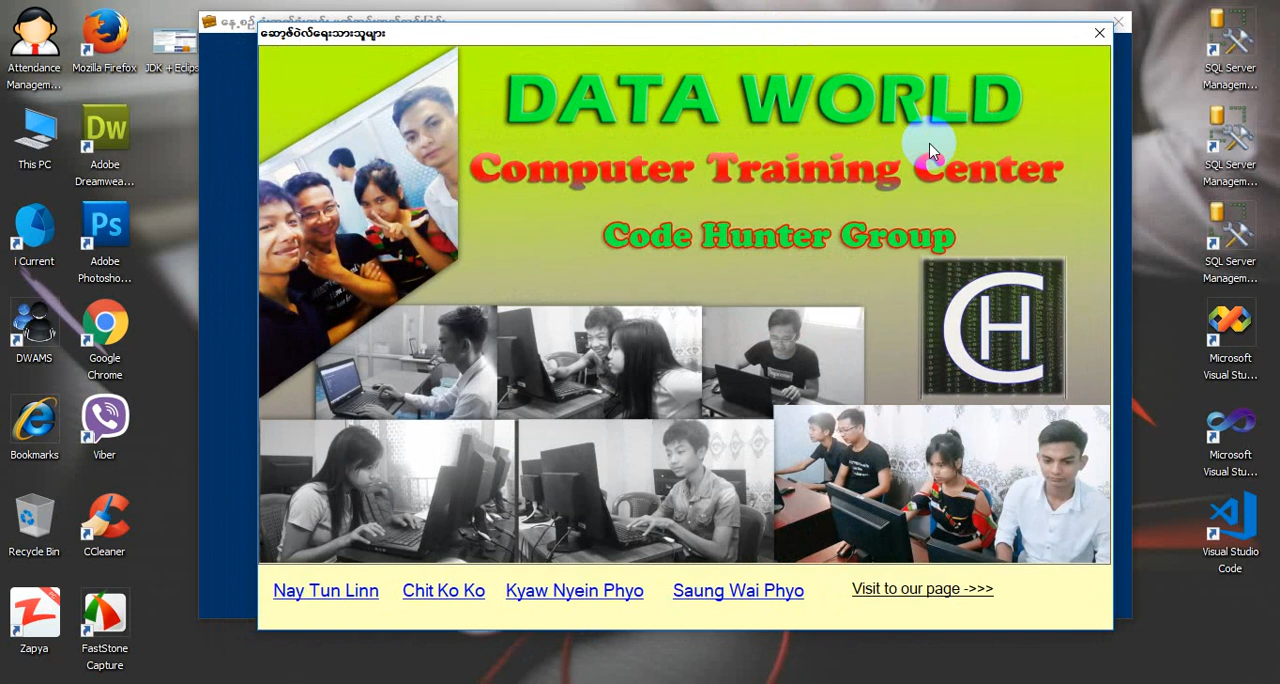 Attendance
Managem...
Mozilla Firefox
JDK + Eclips
This PC
Dw
Adobe
Dreamwea...
i Current
Ps
Adobe
Photosho...
DWAMS
Google
Chrome
Bookmarks
Viber
Recycle Bin
CCleaner
Zapya
FastStone
Capture
ဆော့ဖ်ဝဲလ်ရေးသားသူများ
DATA WORLD
Computer Training Center
Code Hunter Group
CH
Nay Tun Linn
Chit Ko Ko
Kyaw Nyein Phyo
Saung Wai Phyo
Visit to our page ->>>
SQL Server
Managem...
SQL Server
Managem...
SQL Server
Managem...
Microsoft
Visual Stu...
Microsoft
Visual Stu...
Visual Studio
Code